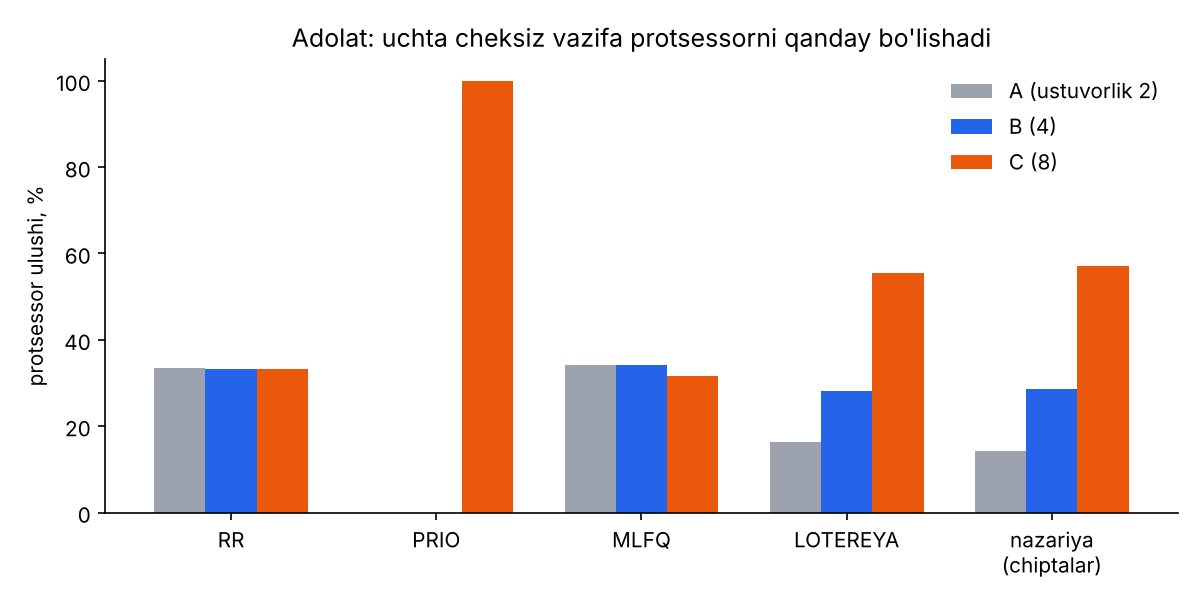 Adolat: uchta cheksiz vazifa protsessorni qanday bo'lishadi
protsessor ulushi, %
100
80
60
40
20
0
A (ustuvorlik 2)
B (4)
C (8)
RR
PRIO
MLFQ
LOTEREYA
nazariya
(chiptalar)